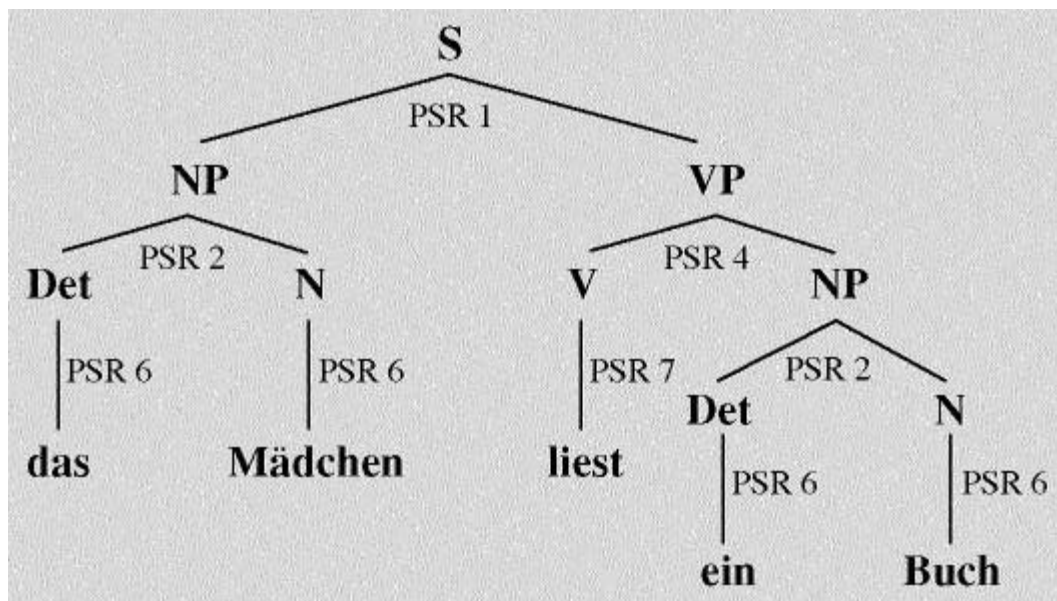 S
PSR 1
NP VP
PSR 2 PSR 4
Det N V NP
PSR 6 PSR 6 PSR 7 PSR 2
Det N
das Mädchen liest
PSR 6 PSR 6
ein Buch